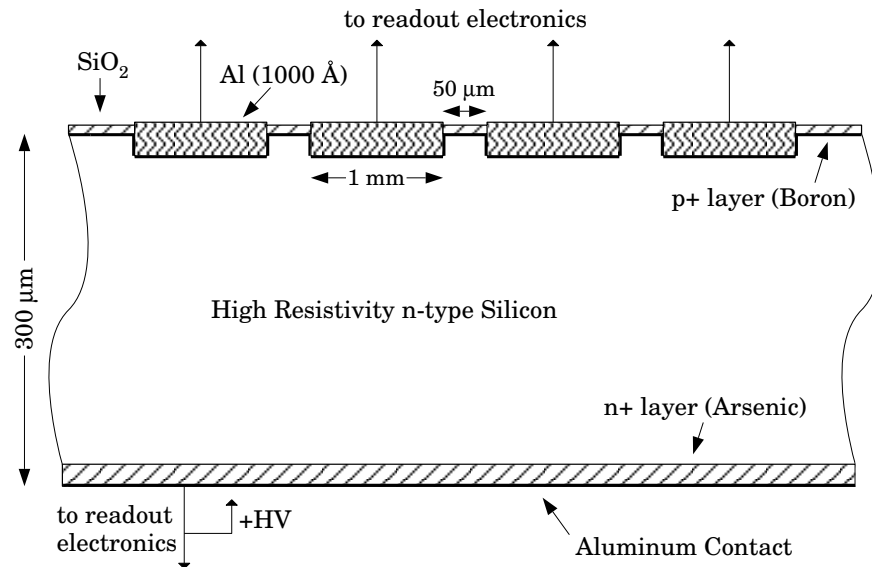 to readout electronics
SiO₂
Al (1000 Å)
50 µm
1 mm
p+ layer (Boron)
300 µm
High Resistivity n-type Silicon
n+ layer (Arsenic)
to readout
electronics
+HV
Aluminum Contact